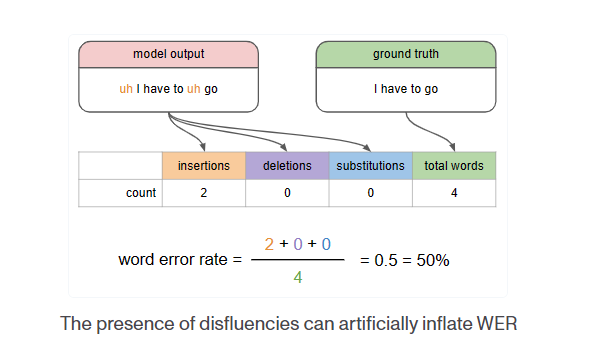 model output
ground truth
uh I have to uh go
I have to go
insertions deletions substitutions total words
count 2 0 0 4
word error rate = 2 + 0 + 0 / 4 = 0.5 = 50%
The presence of disfluencies can artificially inflate WER